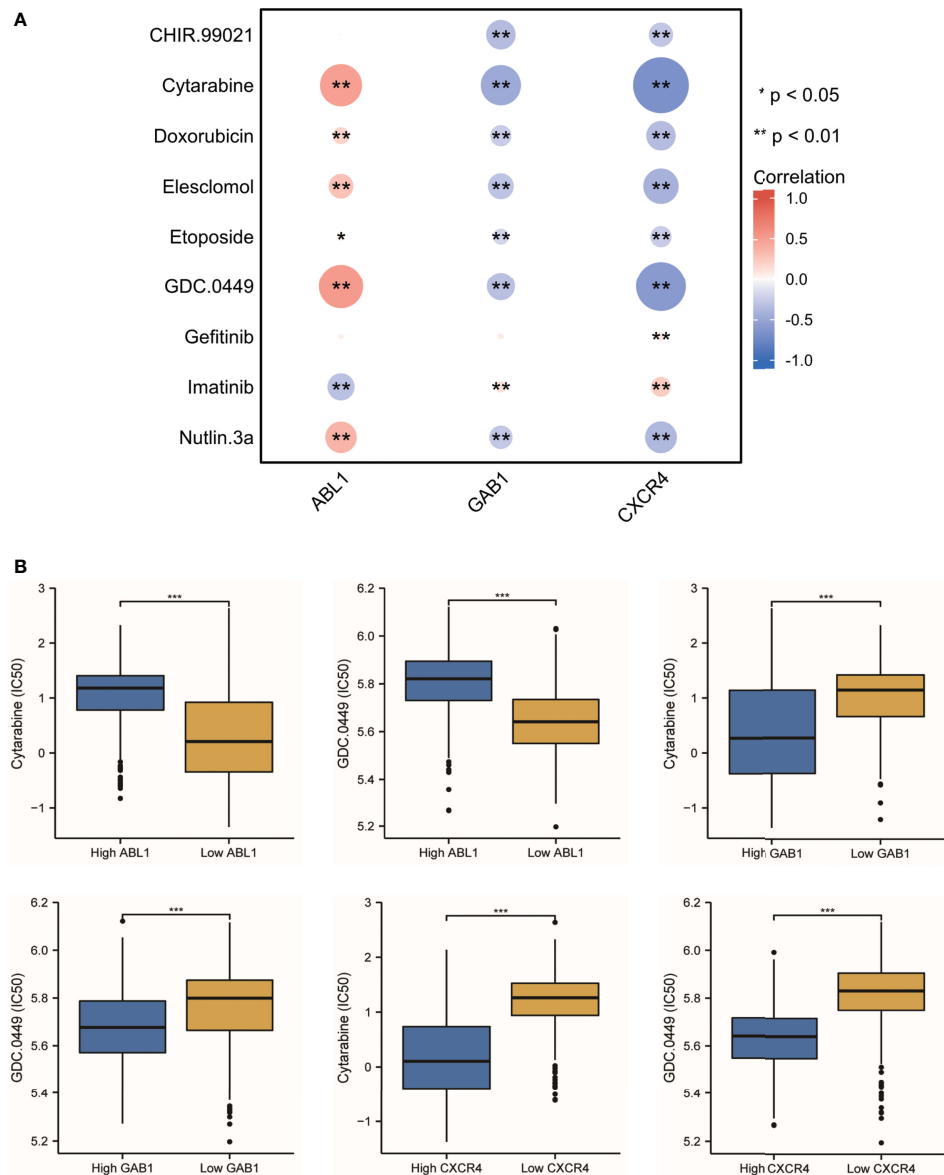 A
CHIR.99021 ** **
Cytarabine ** ** **
Doxorubicin ** ** **
Elesclomol ** ** **
Etoposide * ** **
GDC.0449 ** ** **
Gefitinib **
Imatinib ** ** **
Nutlin.3a ** ** **
ABL1 GAB1 CXCR4
* p < 0.05
** p < 0.01
Correlation
1.0
0.5
0.0
-0.5
-1.0
B
Cytarabine (IC50)
3
2
1
0
−1
***
High ABL1 Low ABL1
GDC.0449 (IC50)
6.2
6.0
5.8
5.6
5.4
5.2
***
High ABL1 Low ABL1
Cytarabine (IC50)
3
2
1
0
−1
***
High GAB1 Low GAB1
GDC.0449 (IC50)
6.2
6.0
5.8
5.6
5.4
5.2
***
High GAB1 Low GAB1
Cytarabine (IC50)
3
2
1
0
−1
***
High CXCR4 Low CXCR4
GDC.0449 (IC50)
6.2
6.0
5.8
5.6
5.4
5.2
***
High CXCR4 Low CXCR4